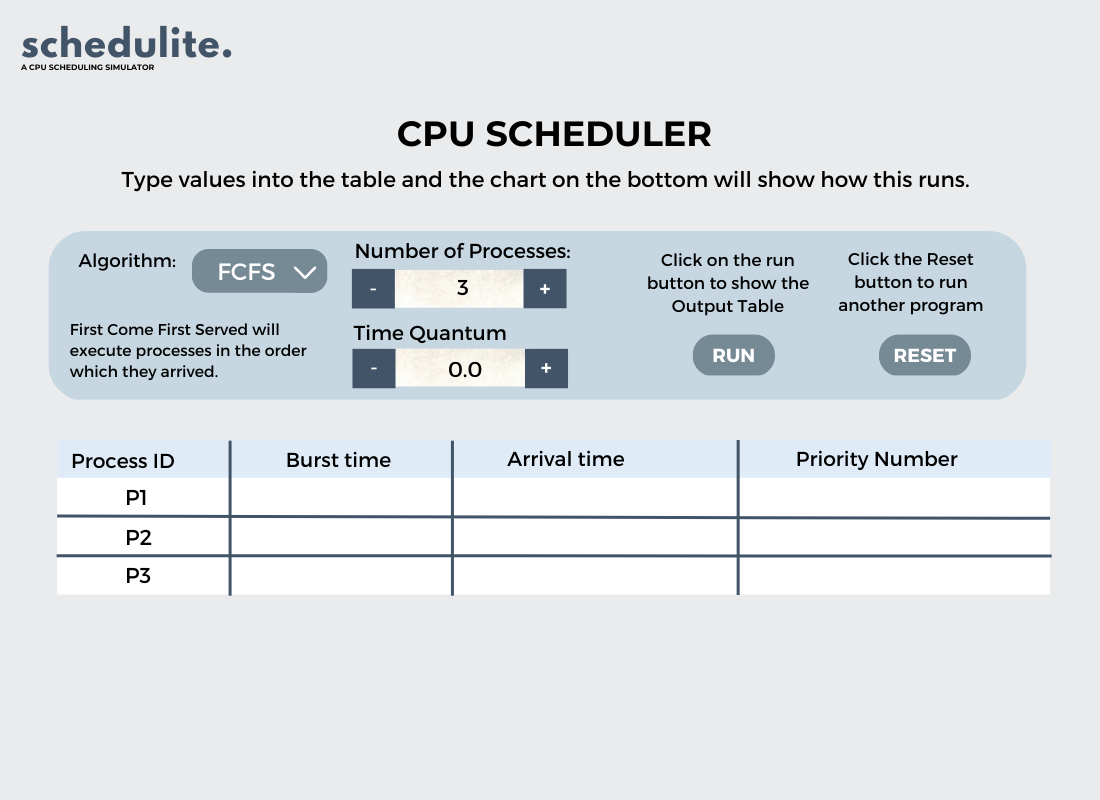 schedulite.
A CPU SCHEDULING SIMULATOR
CPU SCHEDULER
Type values into the table and the chart on the bottom will show how this runs.
Algorithm:
FCFS
First Come First Served will
execute processes in the order
which they arrived.
Number of Processes:
- 3 +
Time Quantum
- 0.0 +
Click on the run
button to show the
Output Table
RUN
Click the Reset
button to run
another program
RESET
Process ID Burst time Arrival time Priority Number
P1
P2
P3